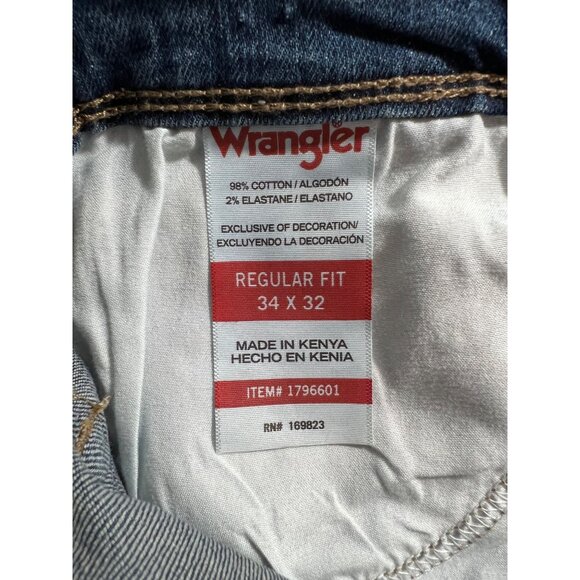 Wrangler
98% COTTON/ALGODÓN
2% ELASTANE/ELASTANO
EXCLUSIVE OF DECORATION/
EXCLUYENDO LA DECORACIÓN
REGULAR FIT
34 X 32
MADE IN KENYA
HECHO EN KENIA
ITEM# 1796601
RN# 169823